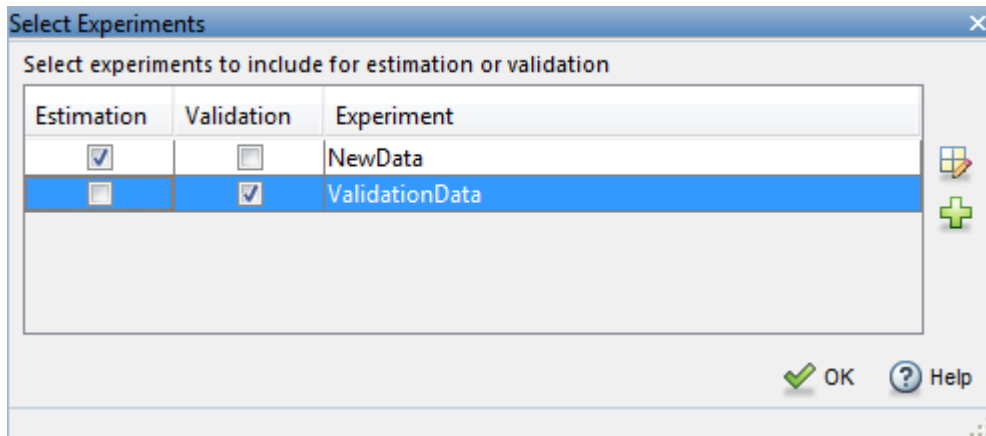 Select Experiments
Select experiments to include for estimation or validation
Estimation Validation Experiment
NewData
ValidationData
OK Help